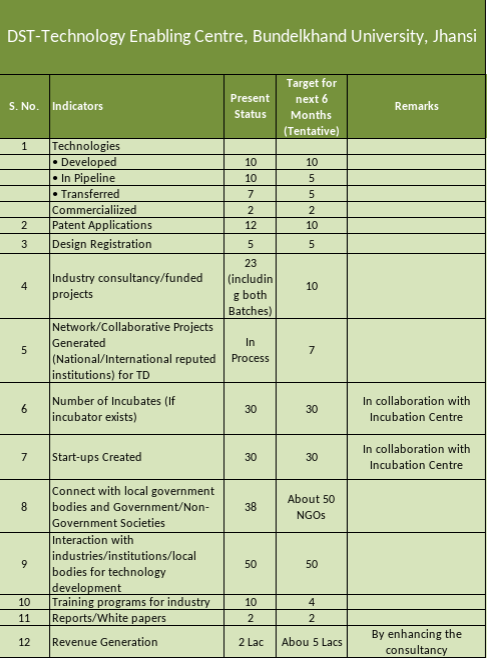 DST-Technology Enabling Centre, Bundelkhand University, Jhansi
S. No. Indicators Present Status Target for next 6 Months (Tentative) Remarks
1 Technologies
• Developed 10 10
• In Pipeline 10 5
• Transferred 7 5
Commercialiized 2 2
2 Patent Applications 12 10
3 Design Registration 5 5
4 Industry consultancy/funded projects 23 (includin g both Batches) 10
5 Network/Collaborative Projects Generated (National/International reputed institutions) for TD In Process 7
6 Number of Incubates (If incubator exists) 30 30 In collaboration with Incubation Centre
7 Start-ups Created 30 30 In collaboration with Incubation Centre
8 Connect with local government bodies and Government/Non-Government Societies 38 About 50 NGOs
9 Interaction with industries/institutions/local bodies for technology development 50 50
10 Training programs for industry 10 4
11 Reports/White papers 2 2
12 Revenue Generation 2 Lac Abou 5 Lacs By enhancing the consultancy